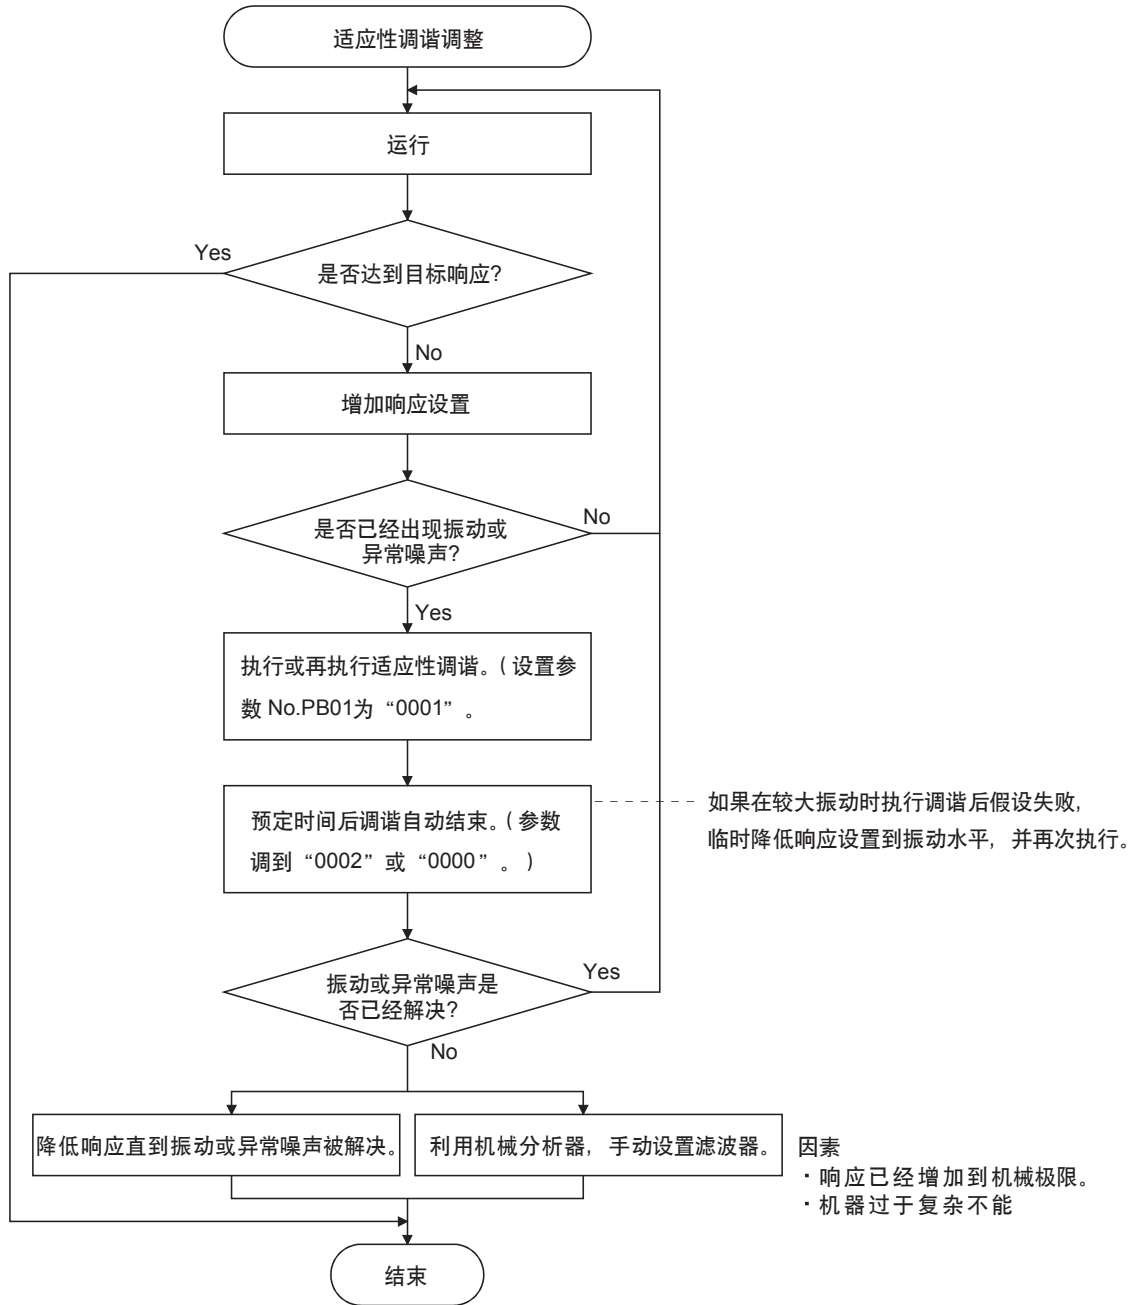 适应性调谐调整
运行
Yes
是否达到目标响应?
No
增加响应设置
是否已经出现振动或
异常噪声?
No
Yes
执行或再执行适应性调谐。(设置参
数 No.PB01为“0001”。
预定时间后调谐自动结束。(参数
调到“0002”或“0000”。)
如果在较大振动时执行调谐后假设失败,
临时降低响应设置到振动水平, 并再次执行。
振动或异常噪声是
否已经解决?
Yes
No
降低响应直到振动或异常噪声被解决。
利用机械分析器, 手动设置滤波器。
因素
·响应已经增加到机械极限。
·机器过于复杂不能
结束